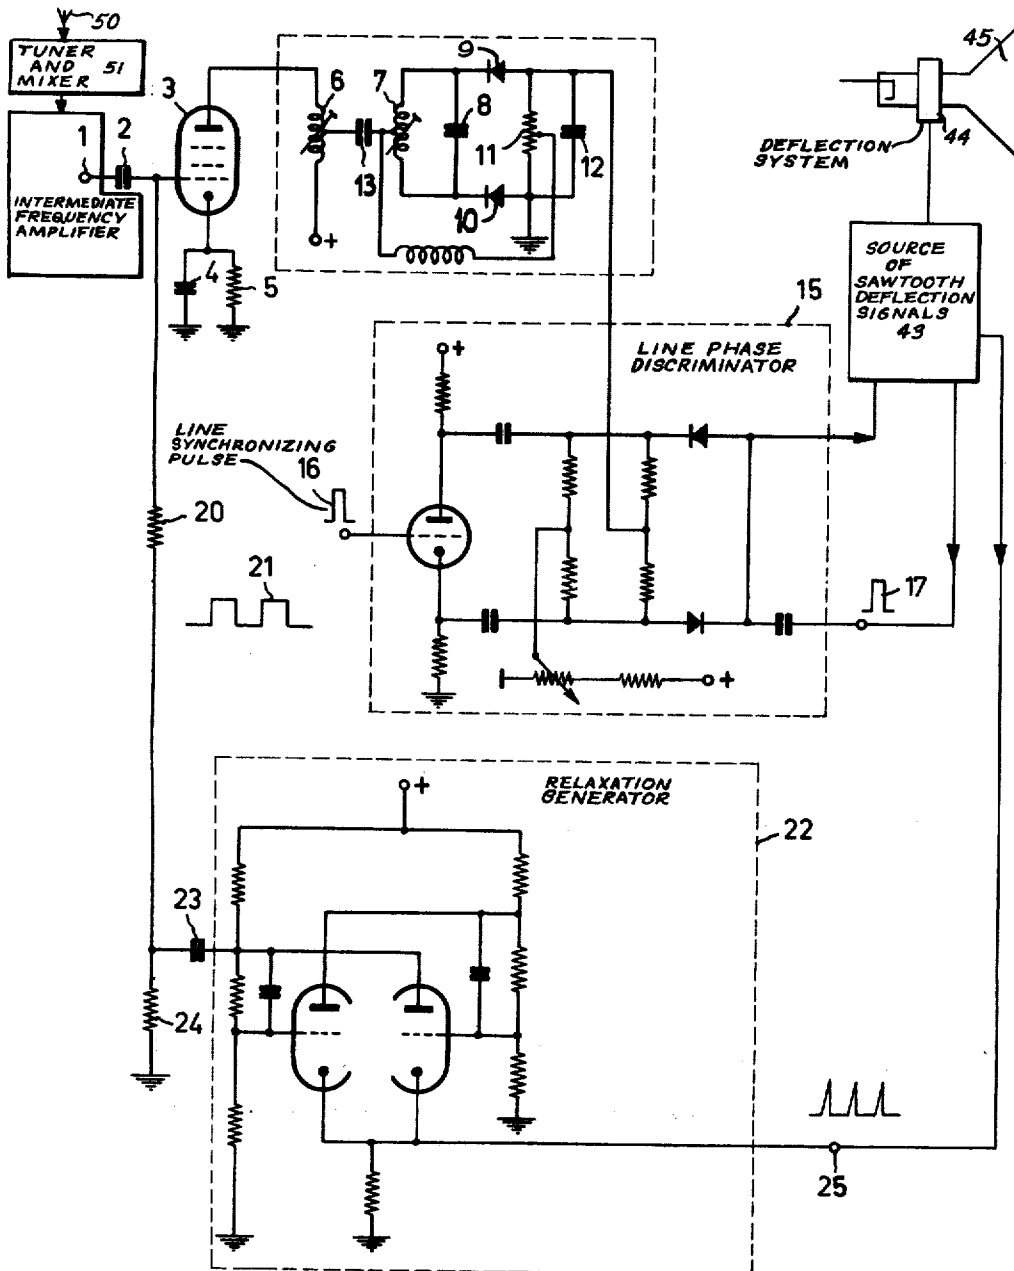 50
TUNER
AND
MIXER 51
1
2
3
INTERMEDIATE
FREQUENCY
AMPLIFIER
4
5
6
7
8
9
10
11
12
13
+
45
44
DEFLECTION
SYSTEM
SOURCE
OF
SAWTOOTH
DEFLECTION
SIGNALS
43
15
LINE PHASE
DISCRIMINATOR
+
LINE
SYNCHRONIZING
PULSE
16
17
+
20
21
RELAXATION
GENERATOR
+
22
23
24
25